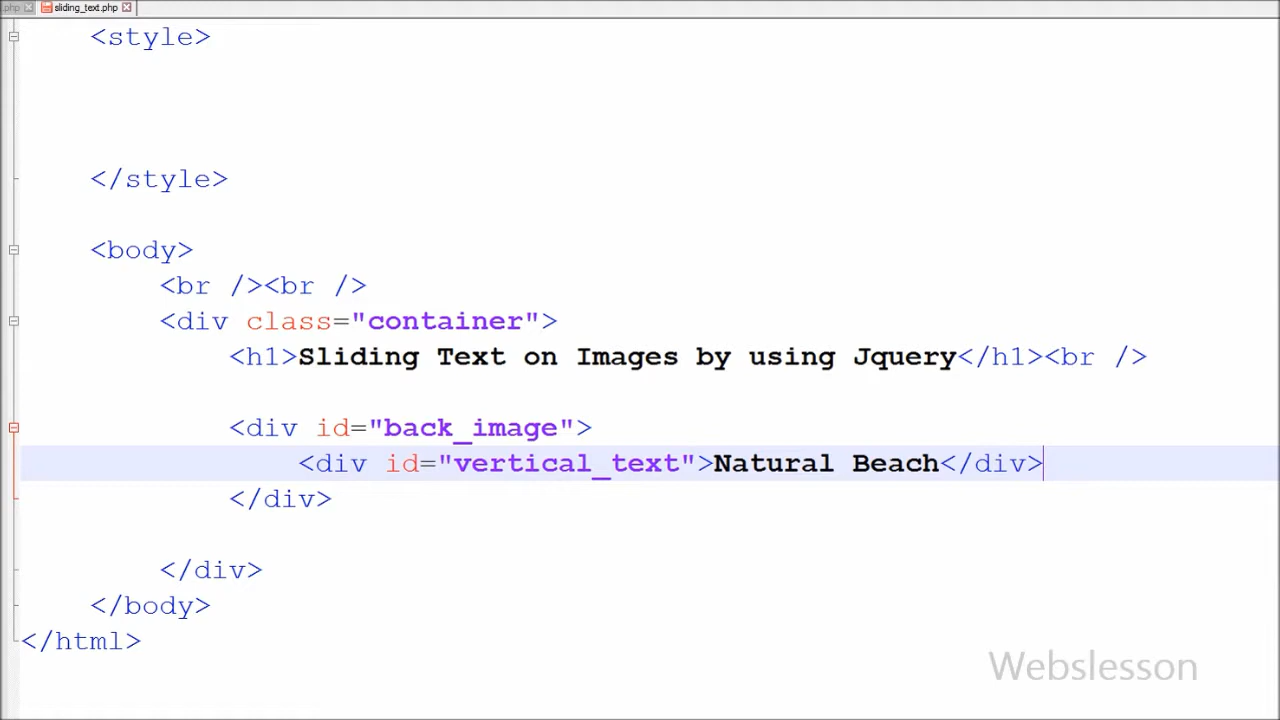 .php sliding_text.php
<style>
</style>
<body>
<br /><br />
<div class="container">
<h1>Sliding Text on Images by using Jquery</h1><br />
<div id="back_image">
<div id="vertical_text">Natural Beach</div>
</div>
</div>
</body>
</html>
Webslesson